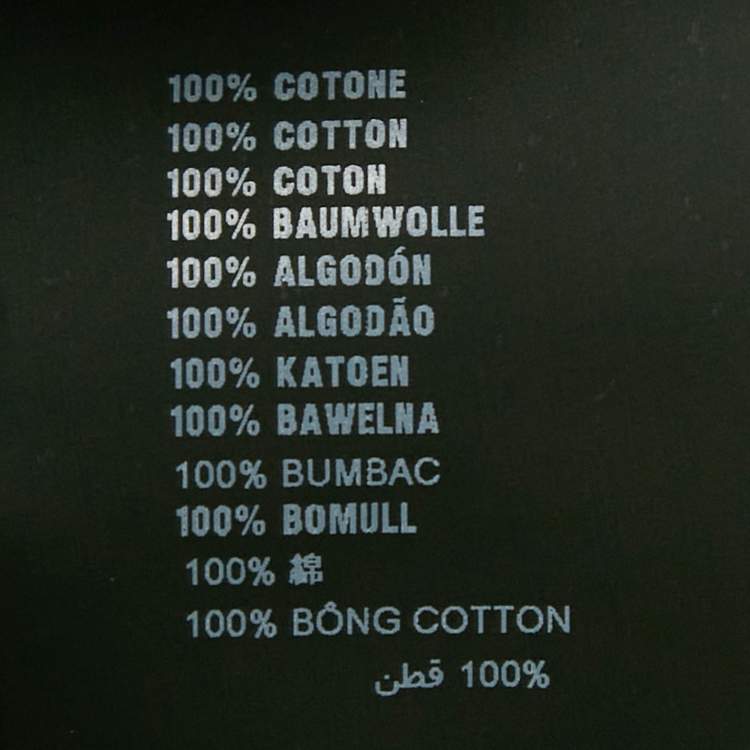 100% COTONE
100% COTTON
100% COTON
100% BAUMWOLLE
100% ALGODÓN
100% ALGODÃO
100% KATOEN
100% BAWELNA
100% BUMBAC
100% BOMULL
100% 綿
100% BÔNG COTTON
100% قطن